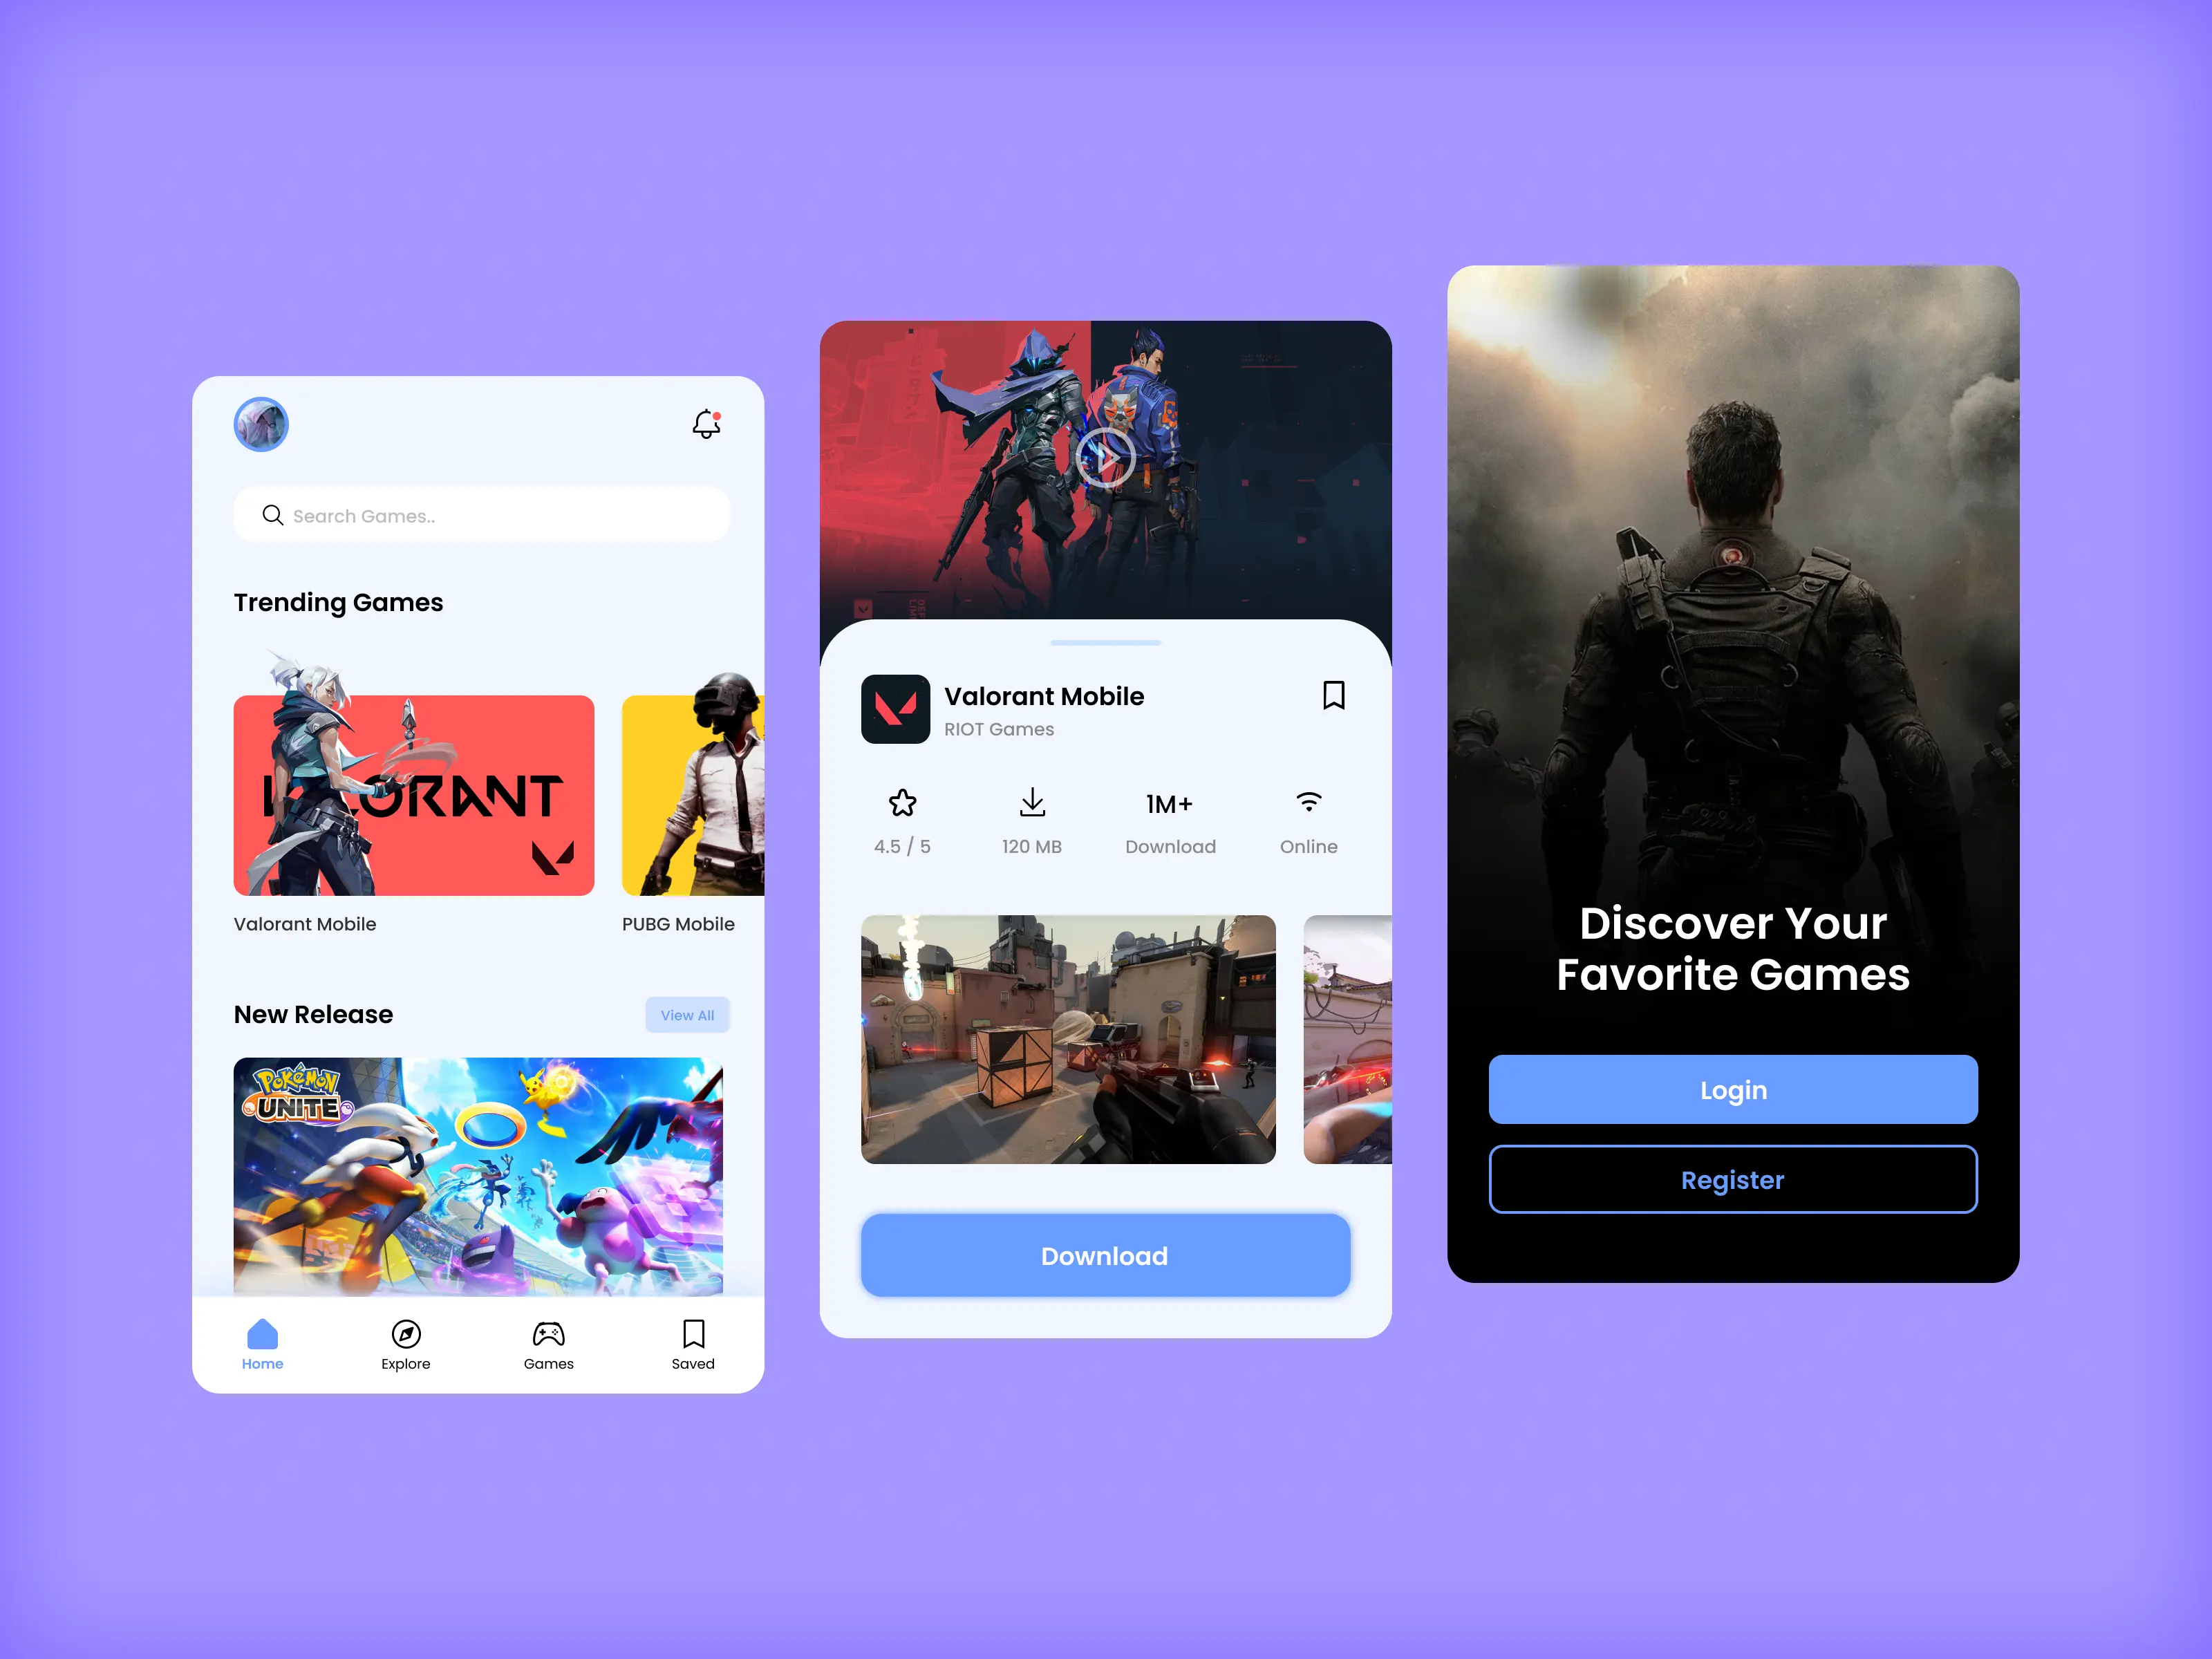 Search Games..
Trending Games
VALORANT
Valorant Mobile
PUBG Mobile
New Release
View All
POKÉMON
UNITE
Home
Explore
Games
Saved
Valorant Mobile
RIOT Games
1M+
4.5 / 5
120 MB
Download
Online
Download
Discover Your
Favorite Games
Login
Register